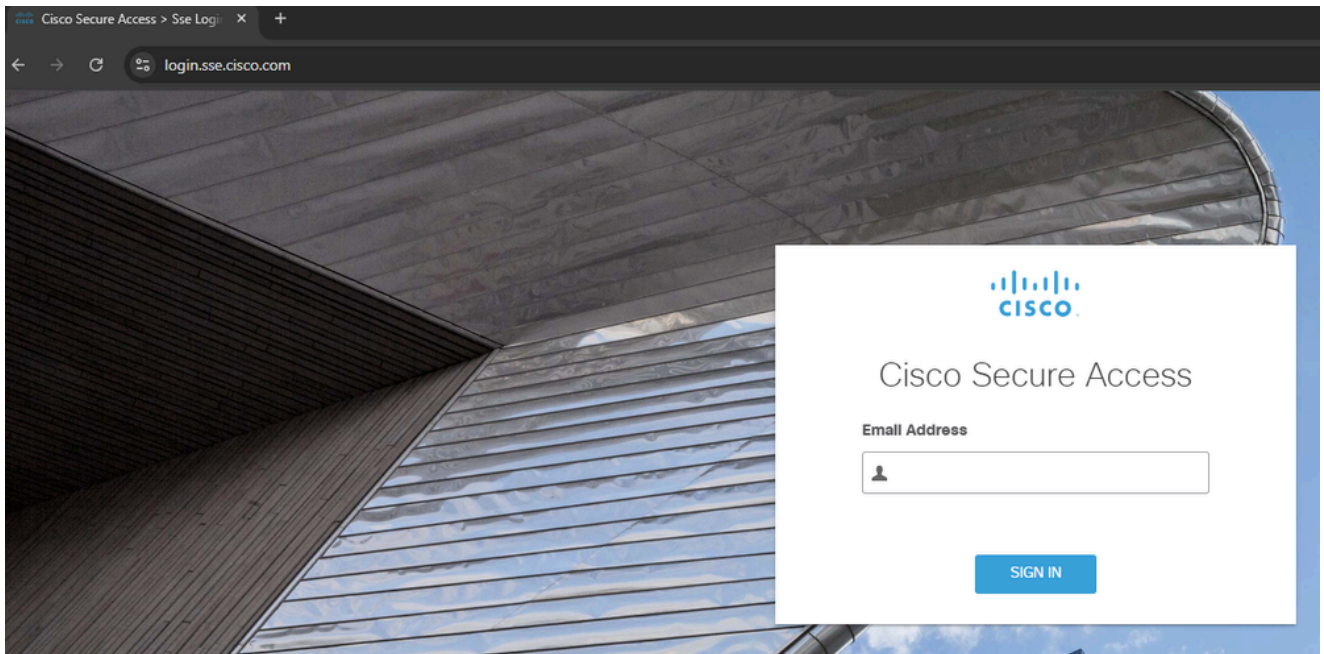 Cisco Secure Access > Sse Logi
login.sse.cisco.com
CISCO
Cisco Secure Access
Email Address
SIGN IN